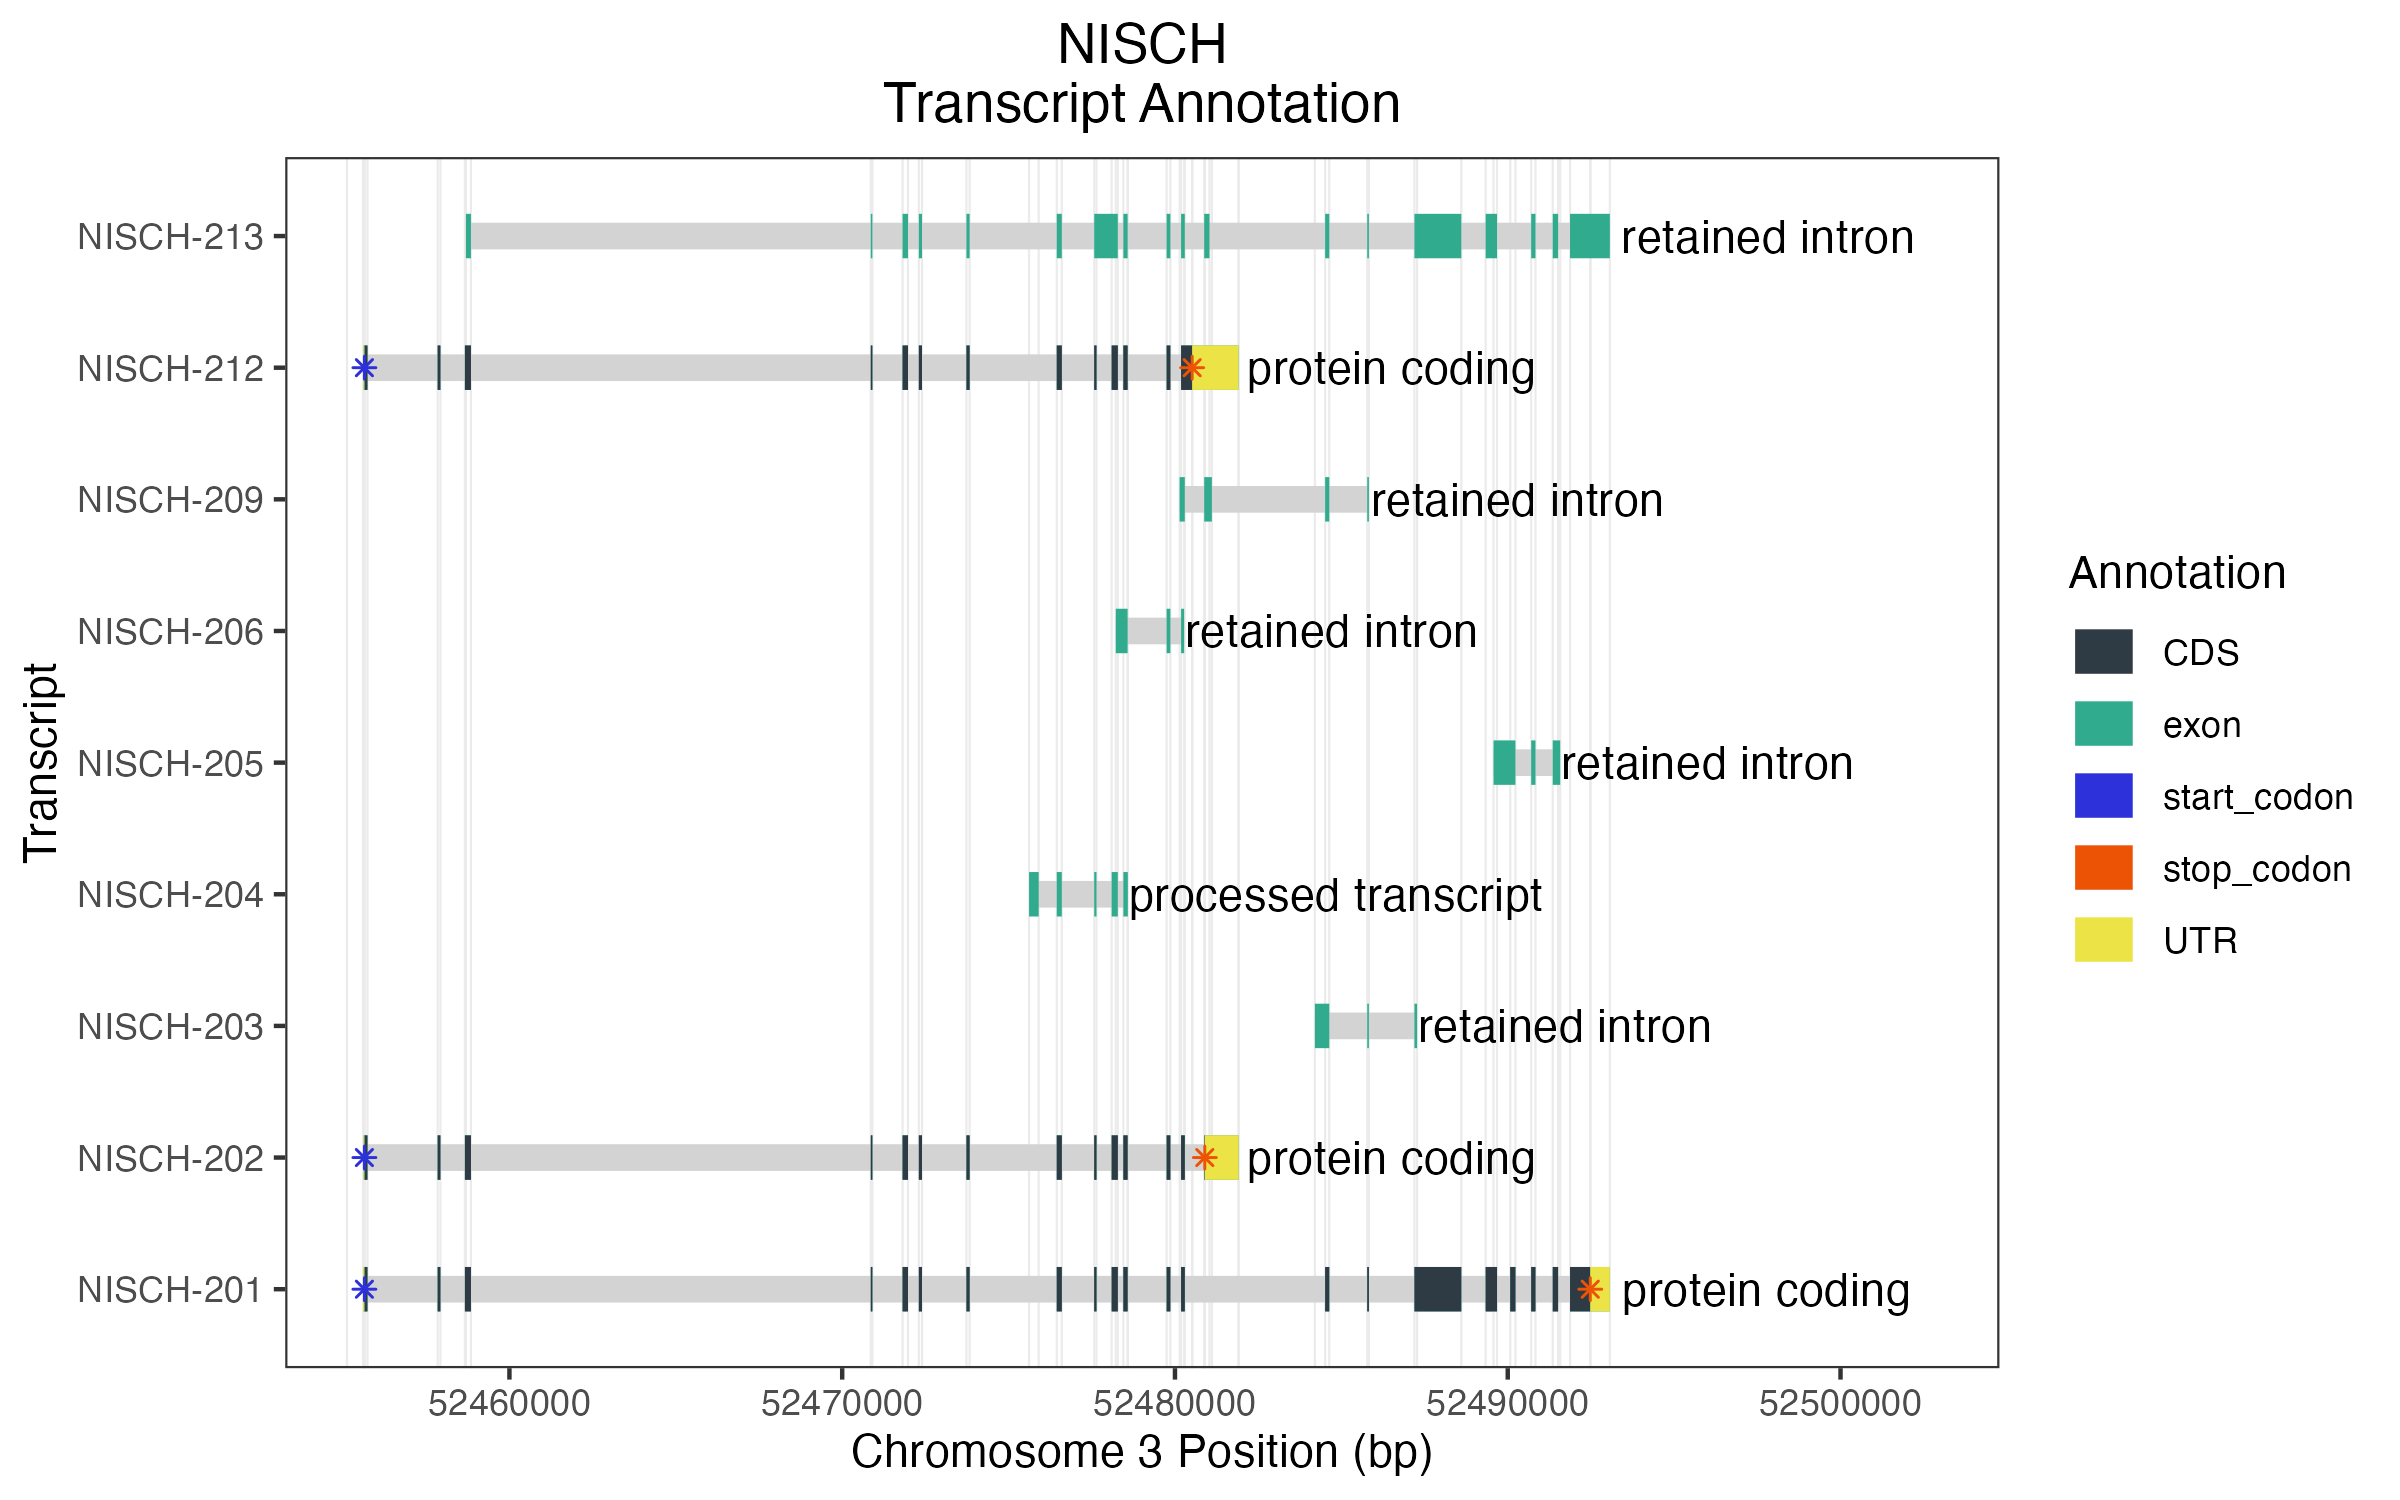 NISCH
Transcript Annotation
Transcript
NISCH-213
retained intron
NISCH-212
protein coding
NISCH-209
retained intron
NISCH-206
retained intron
NISCH-205
retained intron
NISCH-204
processed transcript
NISCH-203
retained intron
NISCH-202
protein coding
NISCH-201
protein coding
52460000
52470000
52480000
52490000
52500000
Chromosome 3 Position (bp)
Annotation
CDS
exon
start_codon
stop_codon
UTR